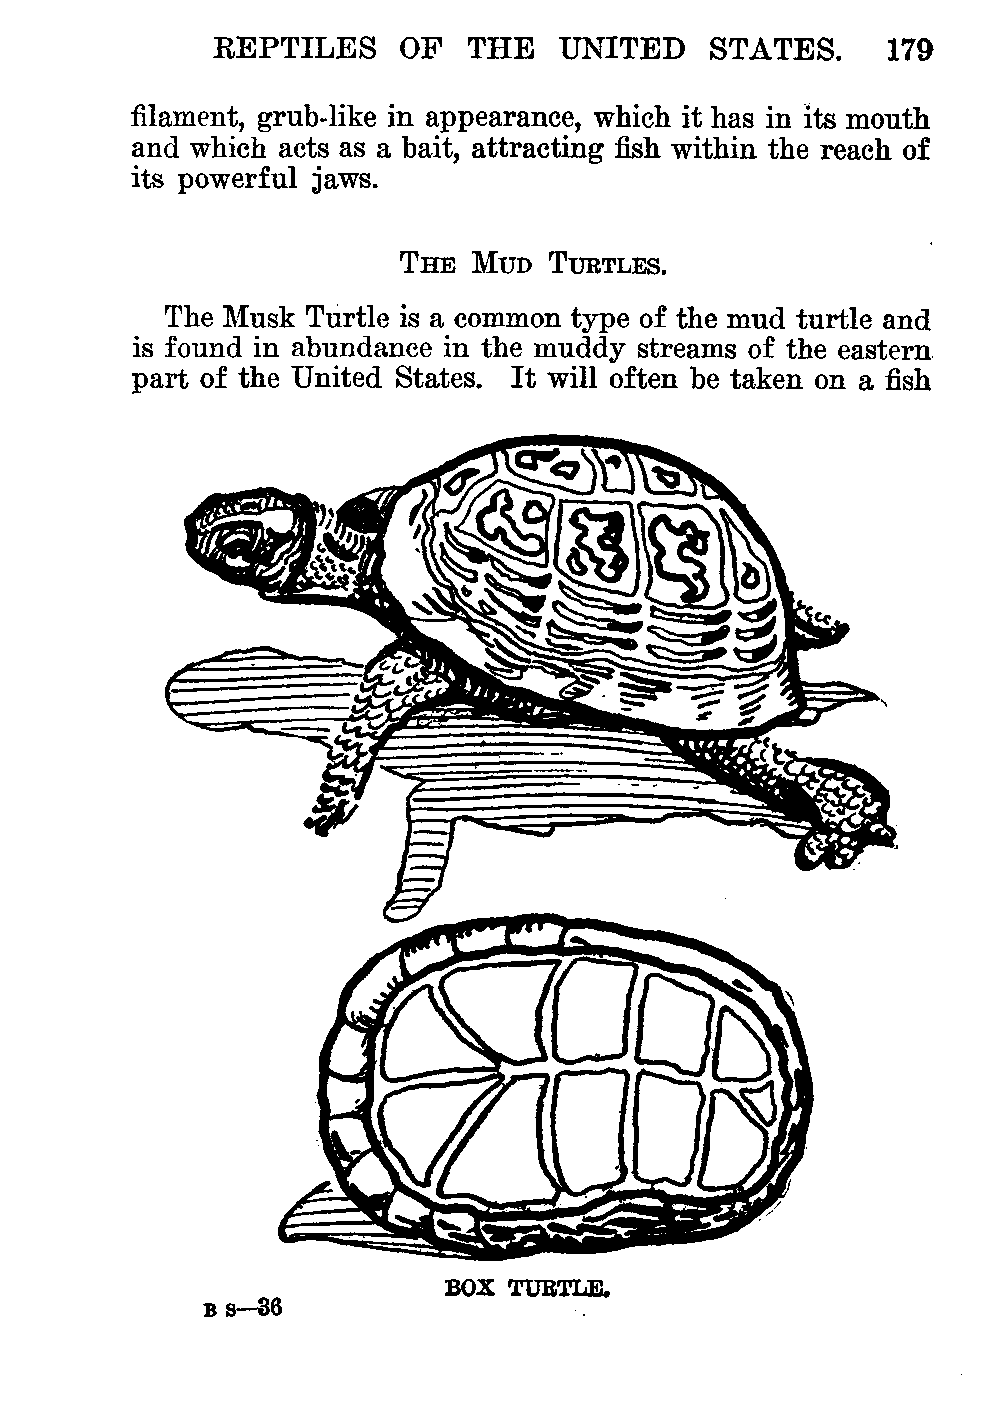 REPTILES OF THE UNITED STATES. 179
filament, grub-like in appearance, which it has in its mouth
and which acts as a bait, attracting fish within the reach of
its powerful jaws.
THE MUD TURTLES.
The Musk Turtle is a common type of the mud turtle and
is found in abundance in the muddy streams of the eastern
part of the United States. It will often be taken on a fish
BOX TURTLE.
B S—36